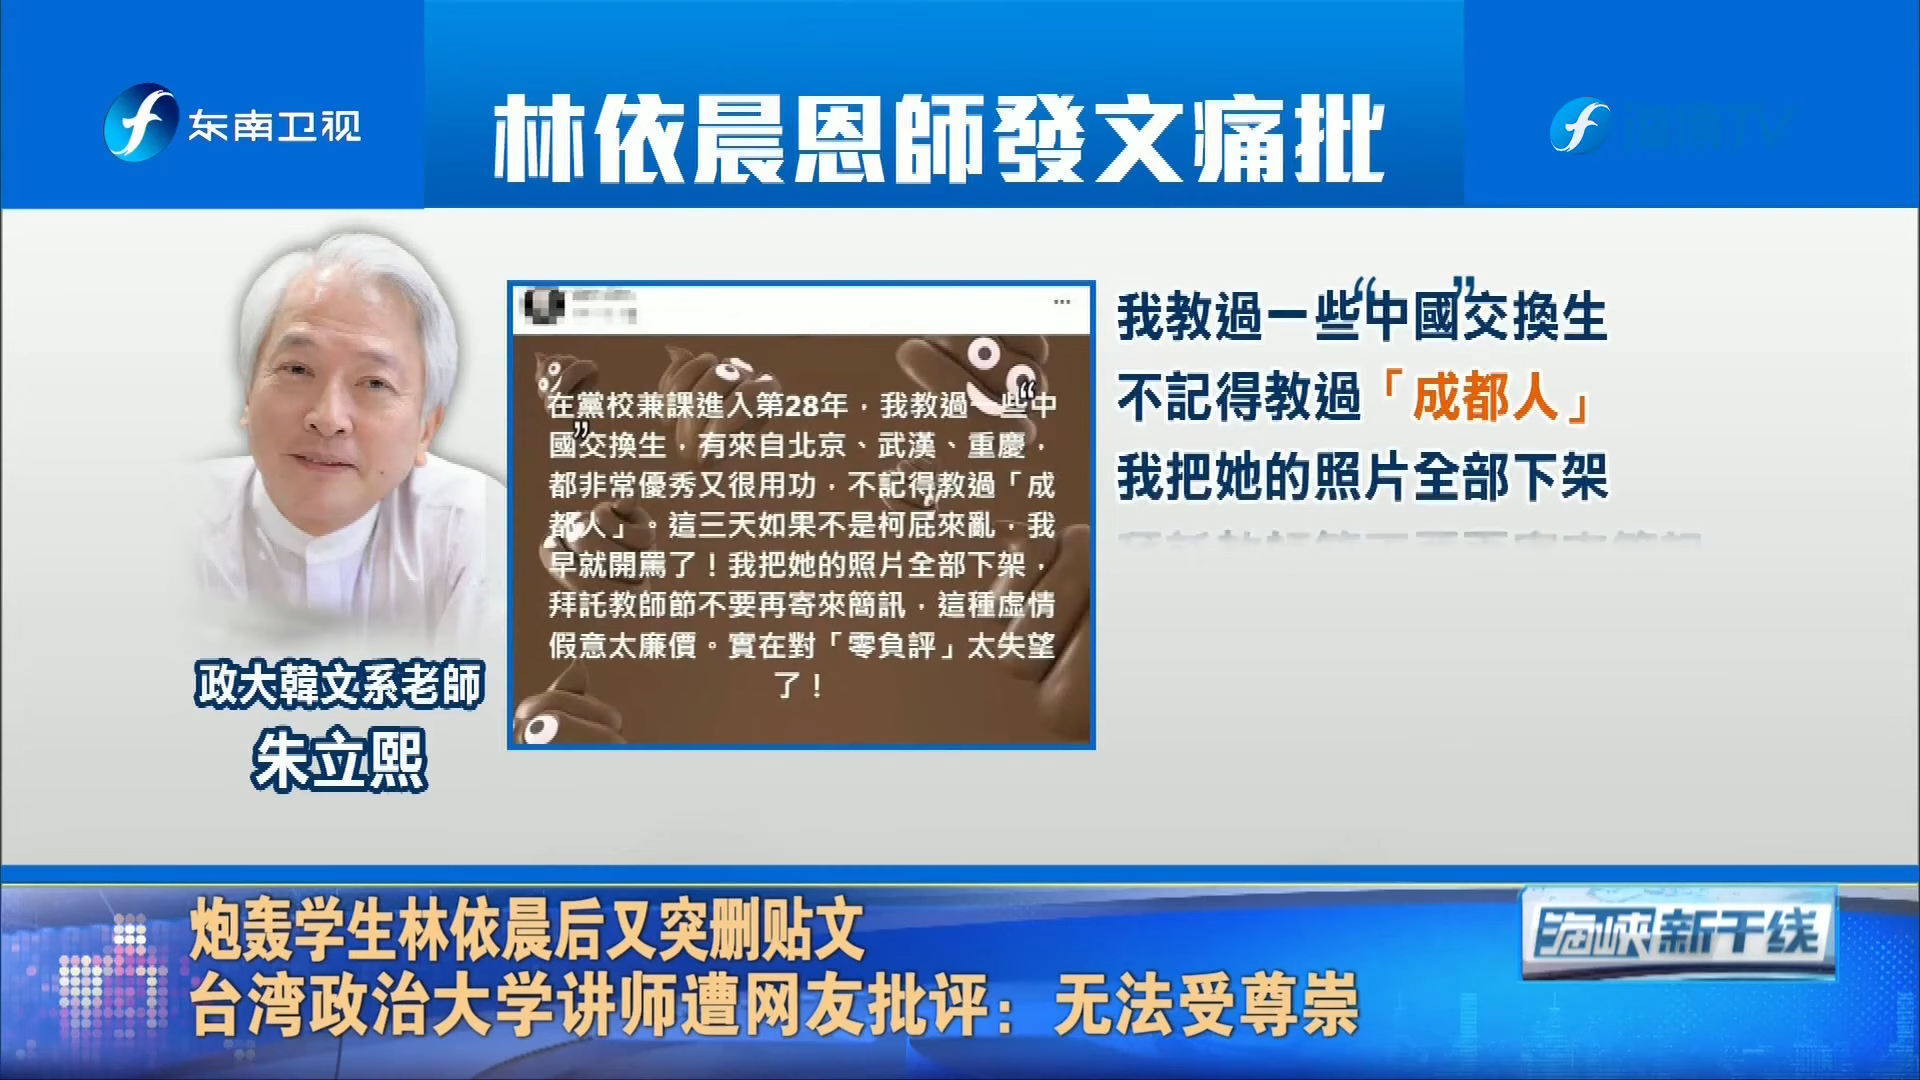 东南卫视
林依晨恩師發文痛批
在黨校兼課進入第28年，我教過一些“中
國”交換生，有來自北京、武漢、重慶，
都非常優秀又很用功，不記得教過「成
都人」。這三天如果不是柯屁來亂，我
早就開罵了！我把她的照片全部下架，
拜託教師節不要再寄來簡訊，這種虛情
假意太廉價。實在對「零負評」太失望
了！
我教過一些“中國”交換生
不記得教過「成都人」
我把她的照片全部下架
政大韓文系老師
朱立熙
炮轰学生林依晨后又突删贴文
台湾政治大学讲师遭网友批评：无法受尊崇
海峡新干线